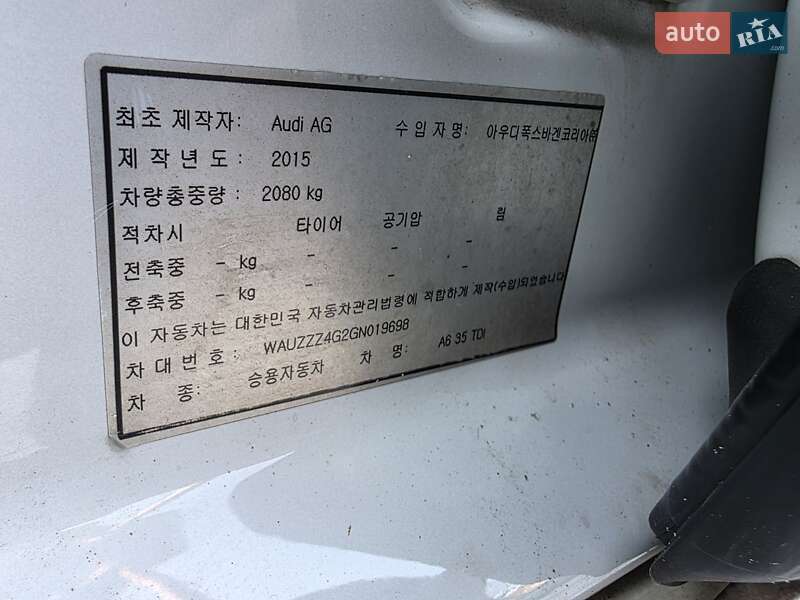 auto RIA .com
최초 제작자: Audi AG 수 입 자 명: 아우디폭스바겐코리아㈜
제 작 년 도 : 2015
차량총중량 : 2080 kg
적차시 타이어 공기압 림
전축중 - kg - - -
후축중 - kg - - -
이 자동차는 대한민국 자동차관리법령에 적합하게 제작(수입)되었습니다
차 대 번 호 : WAUZZZ4G2GN019698
차 종: 승용자동차 차 명: A6 35 TDI